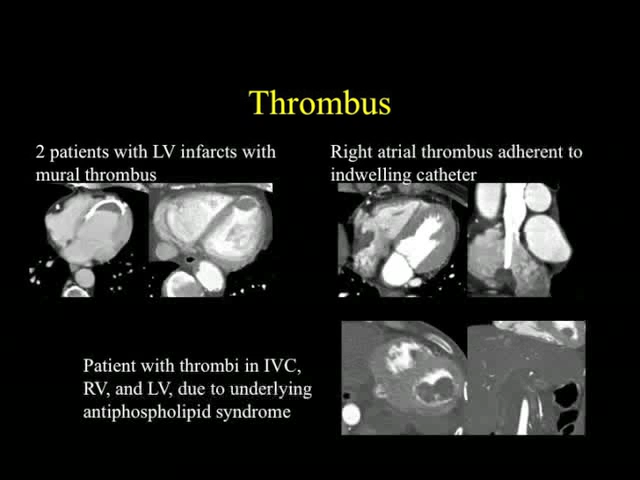 Thrombus
2 patients with LV infarcts with
mural thrombus
Right atrial thrombus adherent to
indwelling catheter
Patient with thrombi in IVC,
RV, and LV, due to underlying
antiphospholipid syndrome